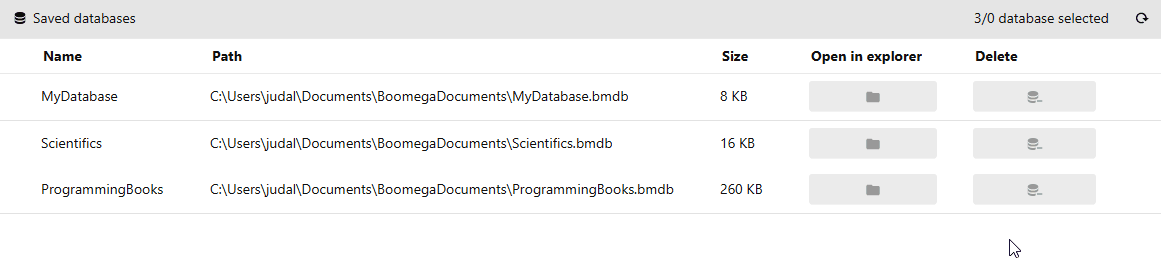 Saved databases 3/0 database selected
Name Path Size Open in explorer Delete
MyDatabase C:\Users\judal\Documents\BoomegaDocuments\MyDatabase.bmdb 8 KB
Scientifics C:\Users\judal\Documents\BoomegaDocuments\Scientifics.bmdb 16 KB
ProgrammingBooks C:\Users\judal\Documents\BoomegaDocuments\ProgrammingBooks.bmdb 260 KB